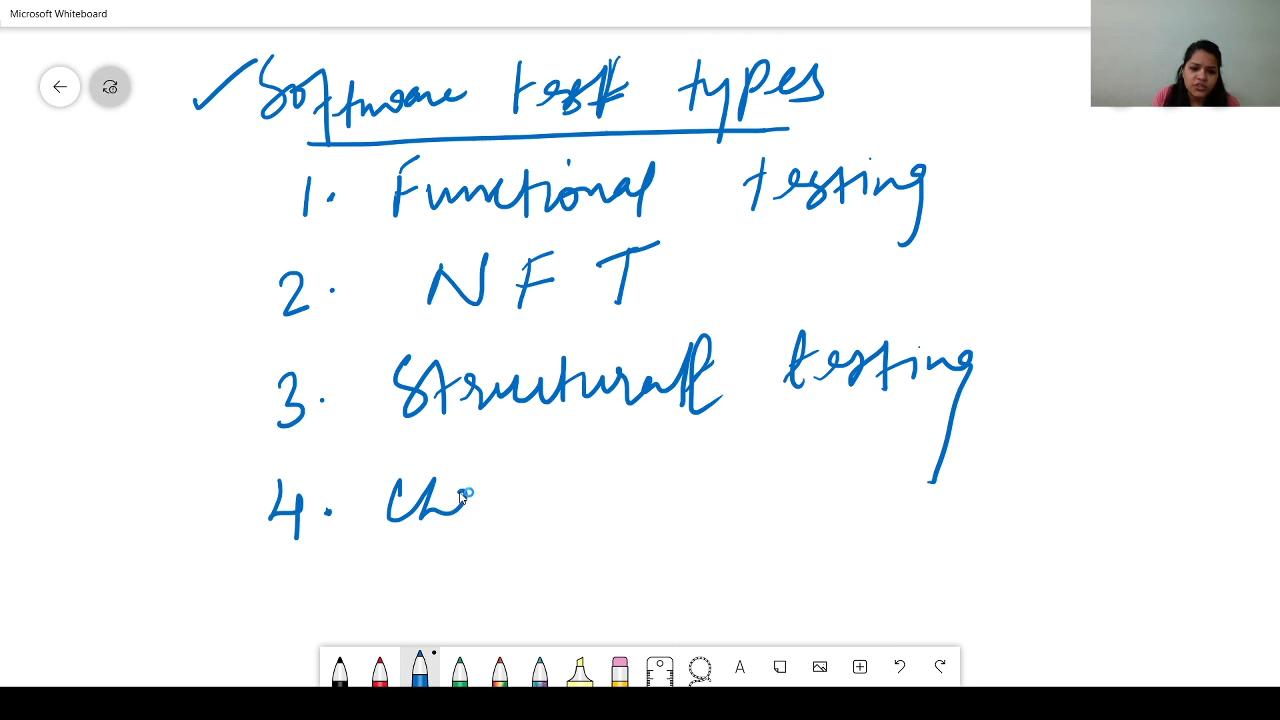 Microsoft Whiteboard
Software test types
1. Functional testing
2. NFT
3. Structural testing
4. Ch